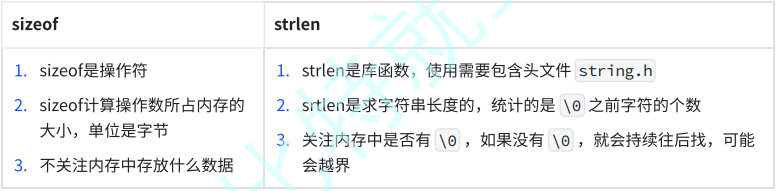 sizeof
strlen
1. sizeof是操作符
2. sizeof计算操作数所占内存的
大小，单位是字节
3. 不关注内存中存放什么数据
1. strlen是库函数，使用需要包含头文件 string.h
2. srtlen是求字符串长度的，统计的是 \0 之前字符的个数
3. 关注内存中是否有 \0 ，如果没有 \0 ，就会持续往后找，可能
会越界
比特就